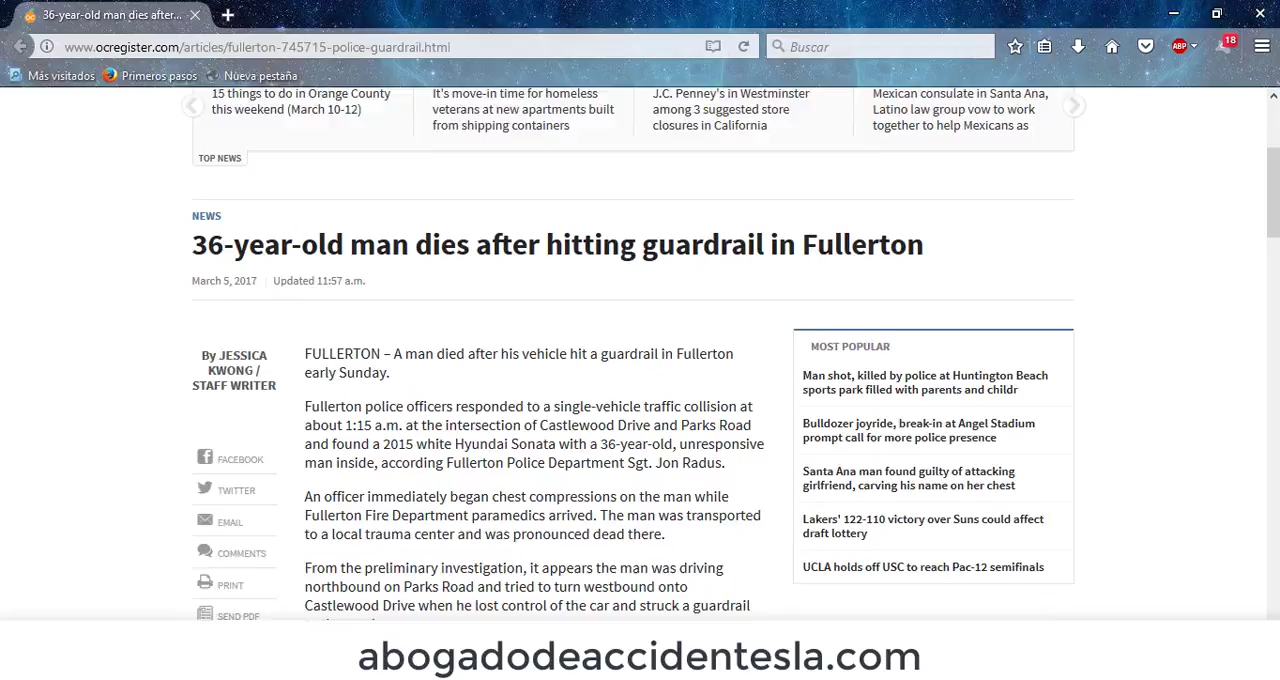 36-year-old man dies after...
www.ocregister.com/articles/fullerton-745715-police-guardrail.html
Buscar
ABP
18
Más visitados
Primeros pasos
Nueva pestaña
15 things to do in Orange County
this weekend (March 10-12)
It's move-in time for homeless
veterans at new apartments built
from shipping containers
J.C. Penney's in Westminster
among 3 suggested store
closures in California
Mexican consulate in Santa Ana,
Latino law group vow to work
together to help Mexicans as
TOP NEWS
NEWS
36-year-old man dies after hitting guardrail in Fullerton
March 5, 2017
Updated 11:57 a.m.
By JESSICA
KWONG /
STAFF WRITER
FACEBOOK
TWITTER
EMAIL
COMMENTS
PRINT
SEND PDF
FULLERTON – A man died after his vehicle hit a guardrail in Fullerton
early Sunday.
Fullerton police officers responded to a single-vehicle traffic collision at
about 1:15 a.m. at the intersection of Castlewood Drive and Parks Road
and found a 2015 white Hyundai Sonata with a 36-year-old, unresponsive
man inside, according Fullerton Police Department Sgt. Jon Radus.
An officer immediately began chest compressions on the man while
Fullerton Fire Department paramedics arrived. The man was transported
to a local trauma center and was pronounced dead there.
From the preliminary investigation, it appears the man was driving
northbound on Parks Road and tried to turn westbound onto
Castlewood Drive when he lost control of the car and struck a guardrail
MOST POPULAR
Man shot, killed by police at Huntington Beach
sports park filled with parents and childr
Bulldozer joyride, break-in at Angel Stadium
prompt call for more police presence
Santa Ana man found guilty of attacking
girlfriend, carving his name on her chest
Lakers' 122-110 victory over Suns could affect
draft lottery
UCLA holds off USC to reach Pac-12 semifinals
abogadodeaccidentesla.com